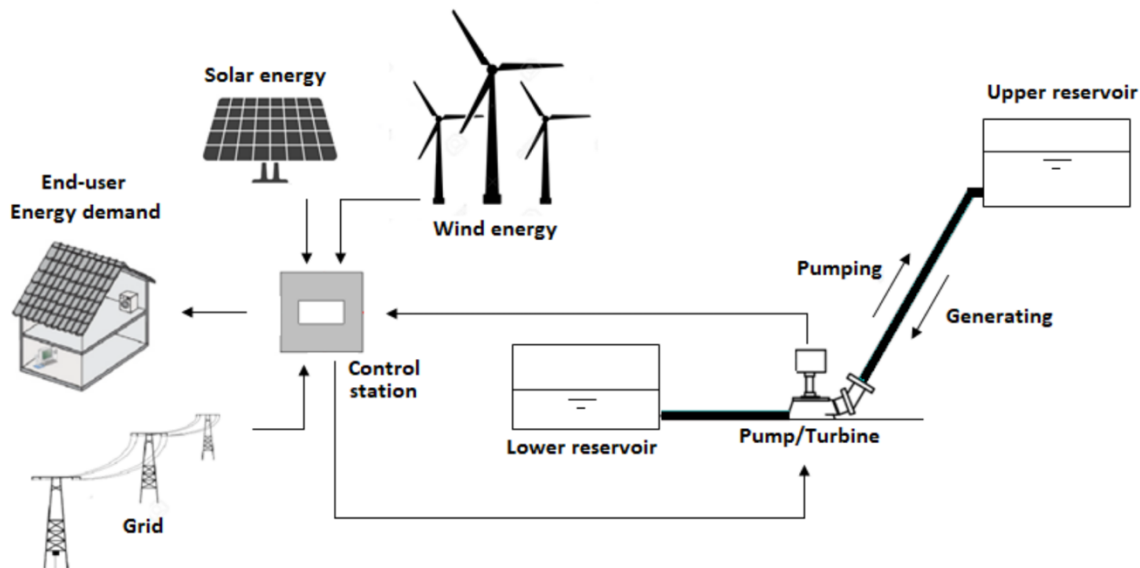 Solar energy
Upper reservoir
End-user
Energy demand
Wind energy
Pumping
Generating
Control
station
Lower reservoir
Pump/Turbine
Grid